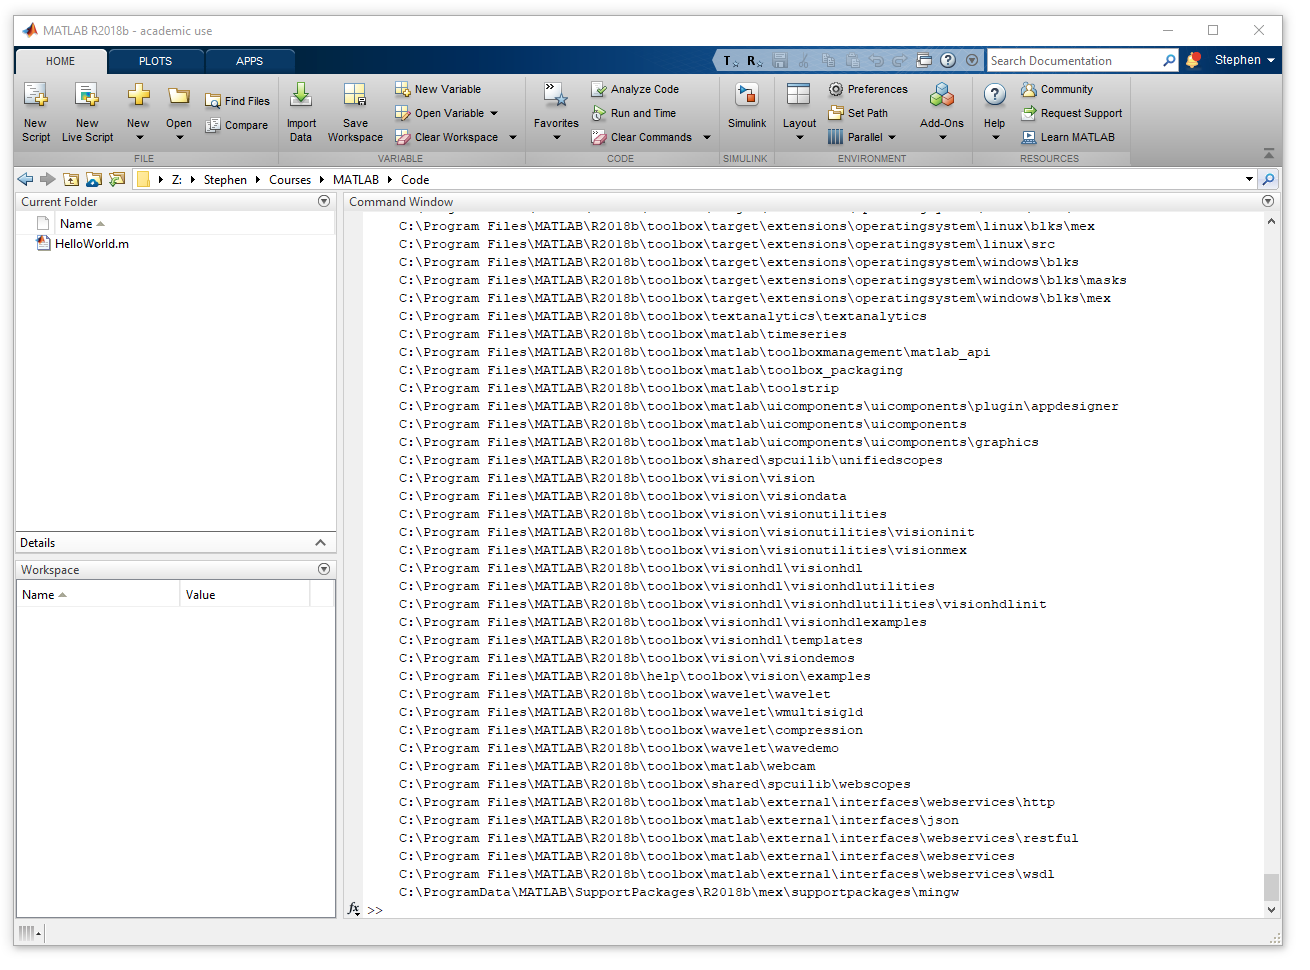 MATLAB R2018b - academic use
HOME PLOTS APPS Search Documentation Stephen
New Script
New Live Script
New
Open
Find Files
Compare
FILE
Import Data
Save Workspace
New Variable
Open Variable
Clear Workspace
VARIABLE
Favorites
Analyze Code
Run and Time
Clear Commands
CODE
Simulink
SIMULINK
Layout
Preferences
Set Path
Parallel
Add-Ons
ENVIRONMENT
Help
Community
Request Support
Learn MATLAB
RESOURCES
Z: Stephen Courses MATLAB Code
Current Folder
Name
HelloWorld.m
Details
Workspace
Name Value
Command Window
C:\Program Files\MATLAB\R2018b\toolbox\target\extensions\operatingsystem\linux\blks\mex
C:\Program Files\MATLAB\R2018b\toolbox\target\extensions\operatingsystem\linux\src
C:\Program Files\MATLAB\R2018b\toolbox\target\extensions\operatingsystem\windows\blks
C:\Program Files\MATLAB\R2018b\toolbox\target\extensions\operatingsystem\windows\blks\masks
C:\Program Files\MATLAB\R2018b\toolbox\target\extensions\operatingsystem\windows\blks\mex
C:\Program Files\MATLAB\R2018b\toolbox\textanalytics\textanalytics
C:\Program Files\MATLAB\R2018b\toolbox\matlab\timeseries
C:\Program Files\MATLAB\R2018b\toolbox\matlab\toolboxmanagement\matlab_api
C:\Program Files\MATLAB\R2018b\toolbox\matlab\toolbox_packaging
C:\Program Files\MATLAB\R2018b\toolbox\matlab\toolstrip
C:\Program Files\MATLAB\R2018b\toolbox\matlab\uicomponents\uicomponents\plugin\appdesigner
C:\Program Files\MATLAB\R2018b\toolbox\matlab\uicomponents\uicomponents
C:\Program Files\MATLAB\R2018b\toolbox\matlab\uicomponents\uicomponents\graphics
C:\Program Files\MATLAB\R2018b\toolbox\shared\spcuilib\unifiedscopes
C:\Program Files\MATLAB\R2018b\toolbox\vision\vision
C:\Program Files\MATLAB\R2018b\toolbox\vision\visiondata
C:\Program Files\MATLAB\R2018b\toolbox\vision\visionutilities
C:\Program Files\MATLAB\R2018b\toolbox\vision\visionutilities\visioninit
C:\Program Files\MATLAB\R2018b\toolbox\vision\visionutilities\visionmex
C:\Program Files\MATLAB\R2018b\toolbox\visionhdl\visionhdl
C:\Program Files\MATLAB\R2018b\toolbox\visionhdl\visionhdlutilities
C:\Program Files\MATLAB\R2018b\toolbox\visionhdl\visionhdlutilities\visionhdlinit
C:\Program Files\MATLAB\R2018b\toolbox\visionhdl\visionhdlexamples
C:\Program Files\MATLAB\R2018b\toolbox\visionhdl\templates
C:\Program Files\MATLAB\R2018b\toolbox\vision\visiondemos
C:\Program Files\MATLAB\R2018b\help\toolbox\vision\examples
C:\Program Files\MATLAB\R2018b\toolbox\wavelet\wavelet
C:\Program Files\MATLAB\R2018b\toolbox\wavelet\wmultisig1d
C:\Program Files\MATLAB\R2018b\toolbox\wavelet\compression
C:\Program Files\MATLAB\R2018b\toolbox\wavelet\wavedemo
C:\Program Files\MATLAB\R2018b\toolbox\matlab\webcam
C:\Program Files\MATLAB\R2018b\toolbox\shared\spcuilib\webscopes
C:\Program Files\MATLAB\R2018b\toolbox\matlab\external\interfaces\webservices\http
C:\Program Files\MATLAB\R2018b\toolbox\matlab\external\interfaces\json
C:\Program Files\MATLAB\R2018b\toolbox\matlab\external\interfaces\webservices\restful
C:\Program Files\MATLAB\R2018b\toolbox\matlab\external\interfaces\webservices
C:\Program Files\MATLAB\R2018b\toolbox\matlab\external\interfaces\webservices\wsdl
C:\ProgramData\MATLAB\SupportPackages\R2018b\mex\supportpackages\mingw
fx >>